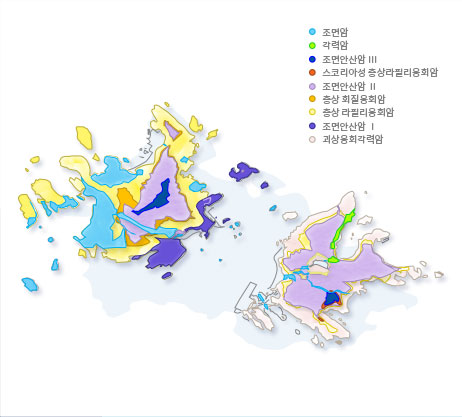 조면암
각력암
조면안산암 III
스코리아성 층상라필리응회암
조면안산암 II
층상 회질응회암
층상 라필리응회암
조면안산암 I
괴상응회각력암